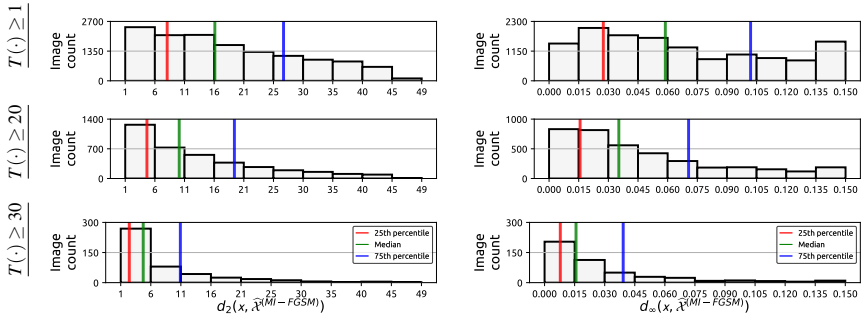 T(·) ≥ 1
Image count
2700
1350
0
1 6 11 16 21 25 30 35 40 45 49
Image count
2300
1150
0
0.000 0.015 0.030 0.045 0.060 0.075 0.090 0.105 0.120 0.135 0.150
T(·) ≥ 20
Image count
1400
700
0
1 6 11 16 21 25 30 35 40 45 49
Image count
1000
500
0
0.000 0.015 0.030 0.045 0.060 0.075 0.090 0.105 0.120 0.135 0.150
T(·) ≥ 30
Image count
300
150
0
25th percentile
Median
75th percentile
1 6 11 16 21 25 30 35 40 45 49
d₂(x, X̂^(MI−FGSM))
Image count
300
150
0
25th percentile
Median
75th percentile
0.000 0.015 0.030 0.045 0.060 0.075 0.090 0.105 0.120 0.135 0.150
d∞(x, X̂^(MI−FGSM))